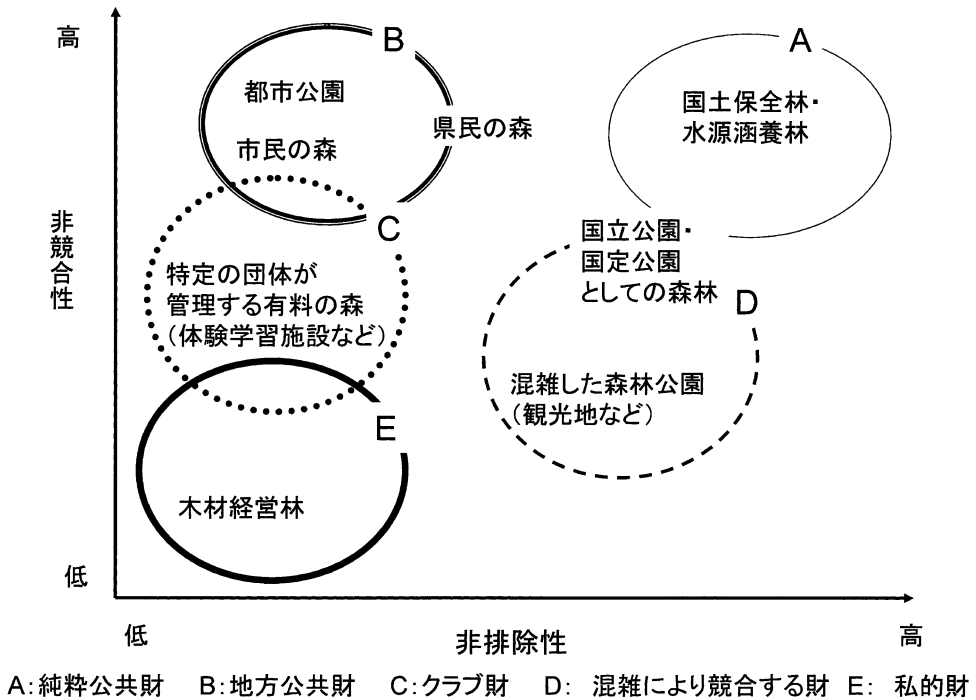 高
B
A
都市公園
国土保全林・
水源涵養林
県民の森
市民の森
非競合性
C
国立公園・
国定公園
としての森林
D
特定の団体が
管理する有料の森
(体験学習施設など)
混雑した森林公園
(観光地など)
E
木材経営林
低
低
非排除性
高
A:純粋公共財 B:地方公共財 C:クラブ財 D: 混雑により競合する財 E: 私的財